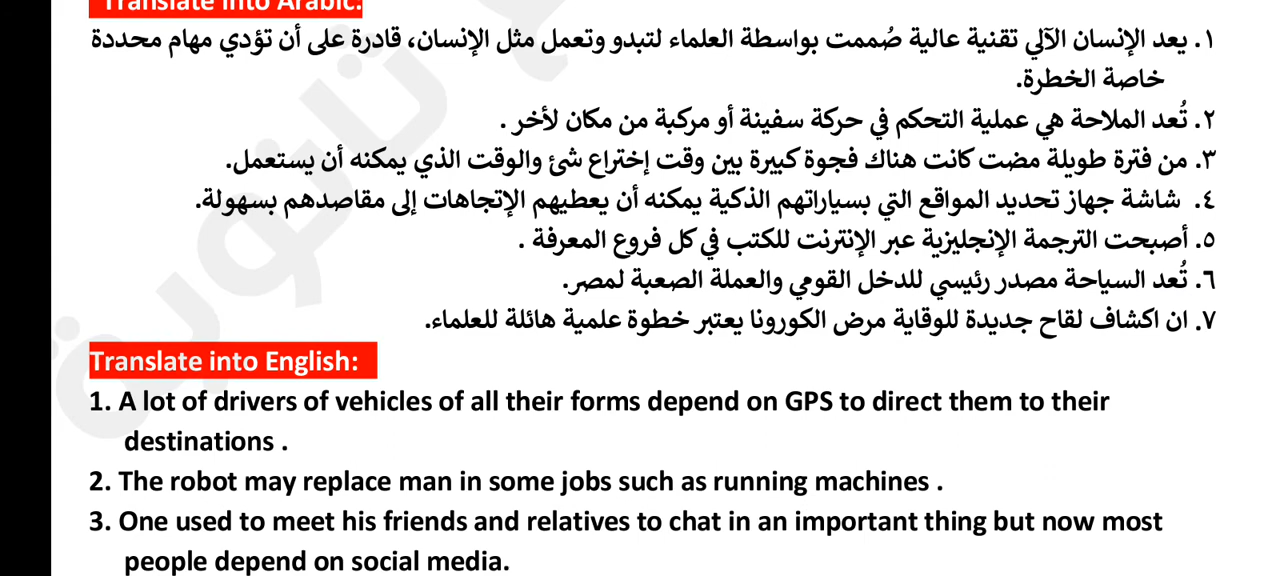 Translate into Arabic:
١. يعد الإنسان الآلي تقنية عالية صُممت بواسطة العلماء لتبدو وتعمل مثل الإنسان، قادرة على أن تؤدي مهام محددة
خاصة الخطرة.
٢. تُعد الملاحة هي عملية التحكم في حركة سفينة أو مركبة من مكان لأخر .
٣. من فترة طويلة مضت كانت هناك فجوة كبيرة بين وقت إختراع شئ والوقت الذي يمكنه أن يستعمل.
٤. شاشة جهاز تحديد المواقع التي بسياراتهم الذكية يمكنه أن يعطيهم الإتجاهات إلى مقاصدهم بسهولة.
٥. أصبحت الترجمة الإنجليزية عبر الإنترنت للكتب في كل فروع المعرفة .
٦. تُعد السياحة مصدر رئيسي للدخل القومي والعملة الصعبة لمصر.
٧. ان اكشاف لقاح جديدة للوقاية مرض الكورونا يعتبر خطوة علمية هائلة للعلماء.
Translate into English:
1. A lot of drivers of vehicles of all their forms depend on GPS to direct them to their
destinations .
2. The robot may replace man in some jobs such as running machines .
3. One used to meet his friends and relatives to chat in an important thing but now most
people depend on social media.